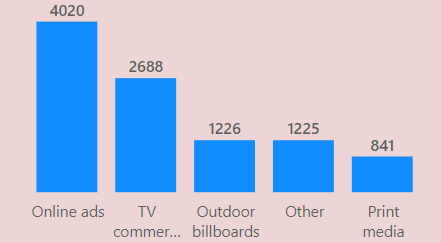 4020
2688
1226
1225
841
Online ads
TV
commer...
Outdoor
billboards
Other
Print
media